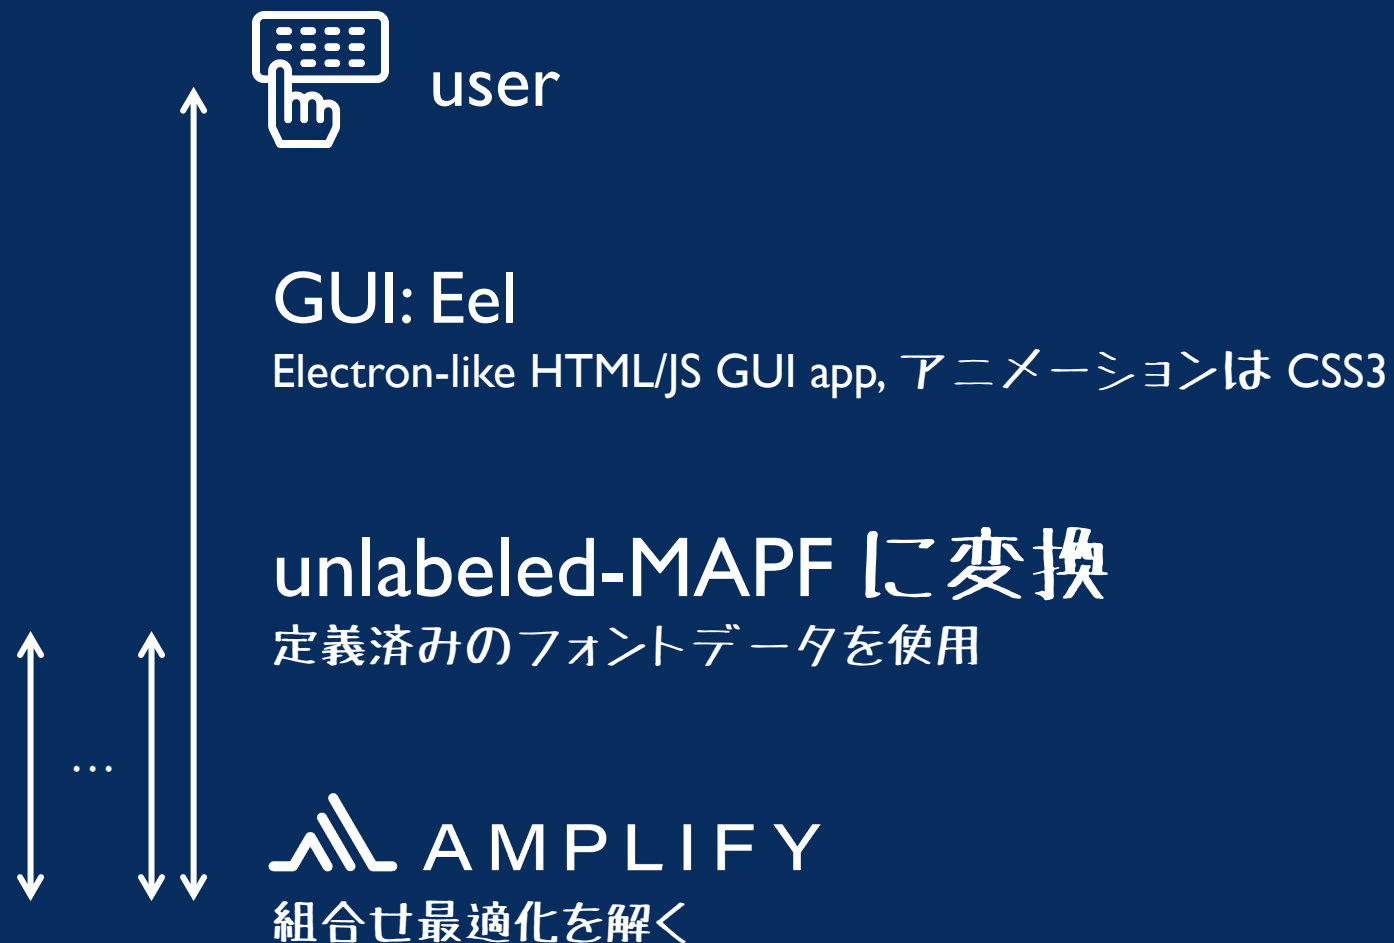 user
GUI: Eel
Electron-like HTML/JS GUI app, アニメーションは CSS3
unlabeled-MAPF に変換
定義済みのフォントデータを使用
…
AMPLIFY
組合せ最適化を解く